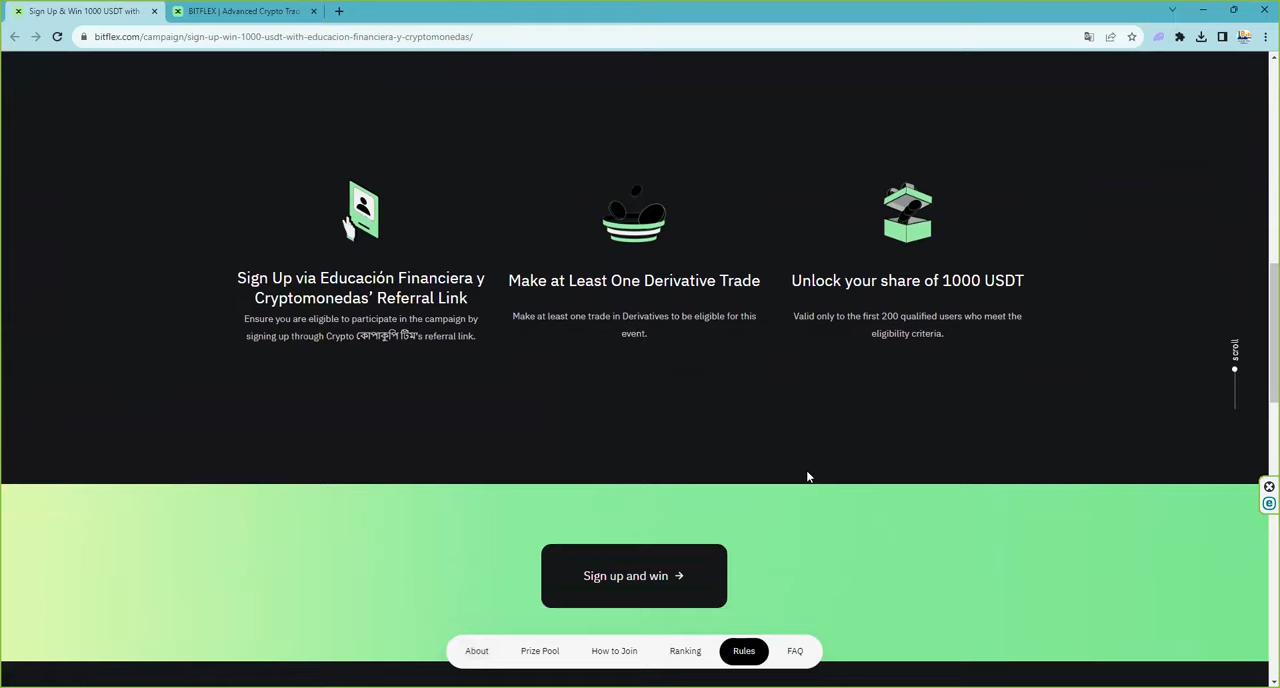 Sign Up & Win 1000 USDT with
BITFLEX | Advanced Crypto Trad
bitflex.com/campaign/sign-up-win-1000-usdt-with-educacion-financiera-y-cryptomonedas/
Sign Up via Educación Financiera y
Cryptomonedas’ Referral Link
Ensure you are eligible to participate in the campaign by
signing up through Crypto কোপাকুপি টিম's referral link.
Make at Least One Derivative Trade
Make at least one trade in Derivatives to be eligible for this
event.
Unlock your share of 1000 USDT
Valid only to the first 200 qualified users who meet the
eligibility criteria.
scroll
Sign up and win →
About
Prize Pool
How to Join
Ranking
Rules
FAQ